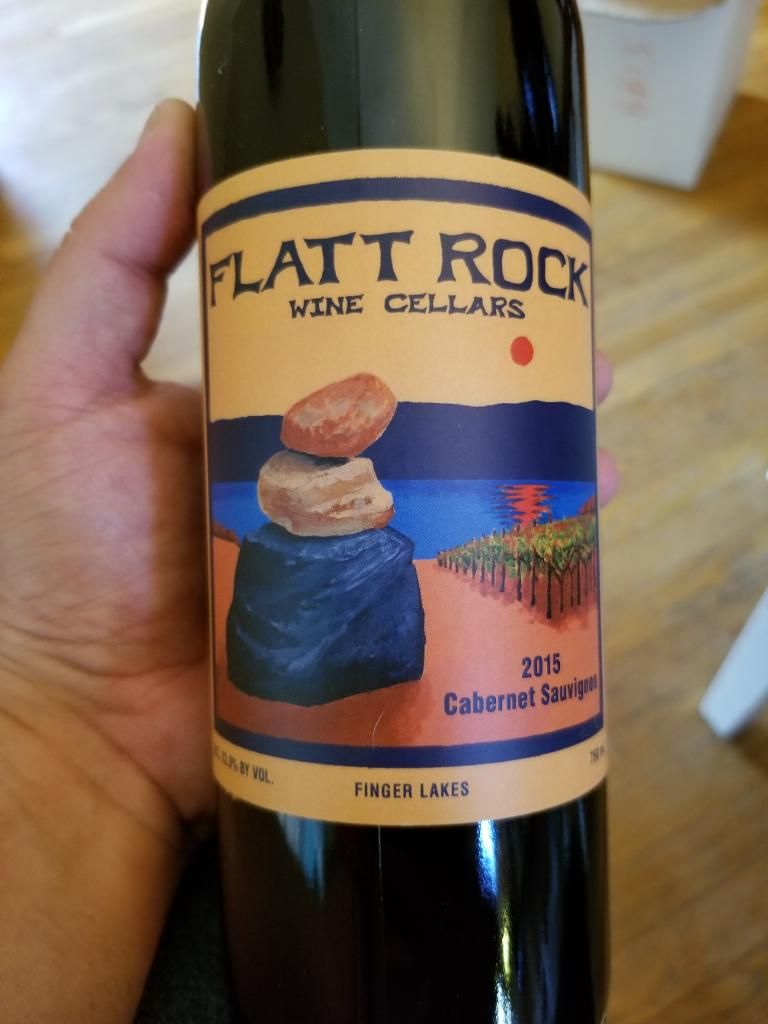 FLATT ROCK
WINE CELLARS
2015
Cabernet Sauvignon
BY VOL.
FINGER LAKES